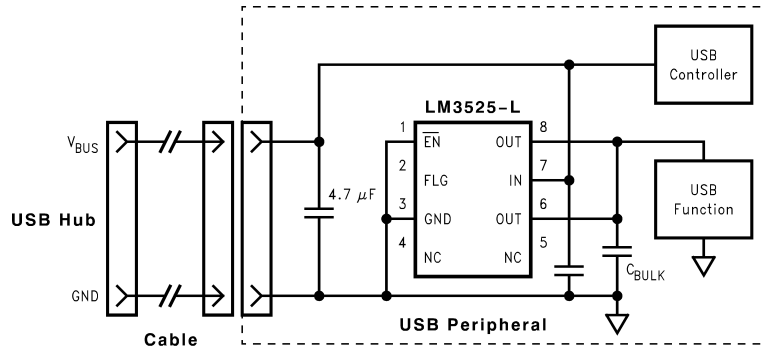 USB
Controller
LM3525-L
1
EN
OUT
8
V_BUS
2
FLG
IN
7
USB
Function
4.7 μF
USB Hub
3
GND
OUT
6
4
NC
NC
5
C_BULK
GND
USB Peripheral
Cable